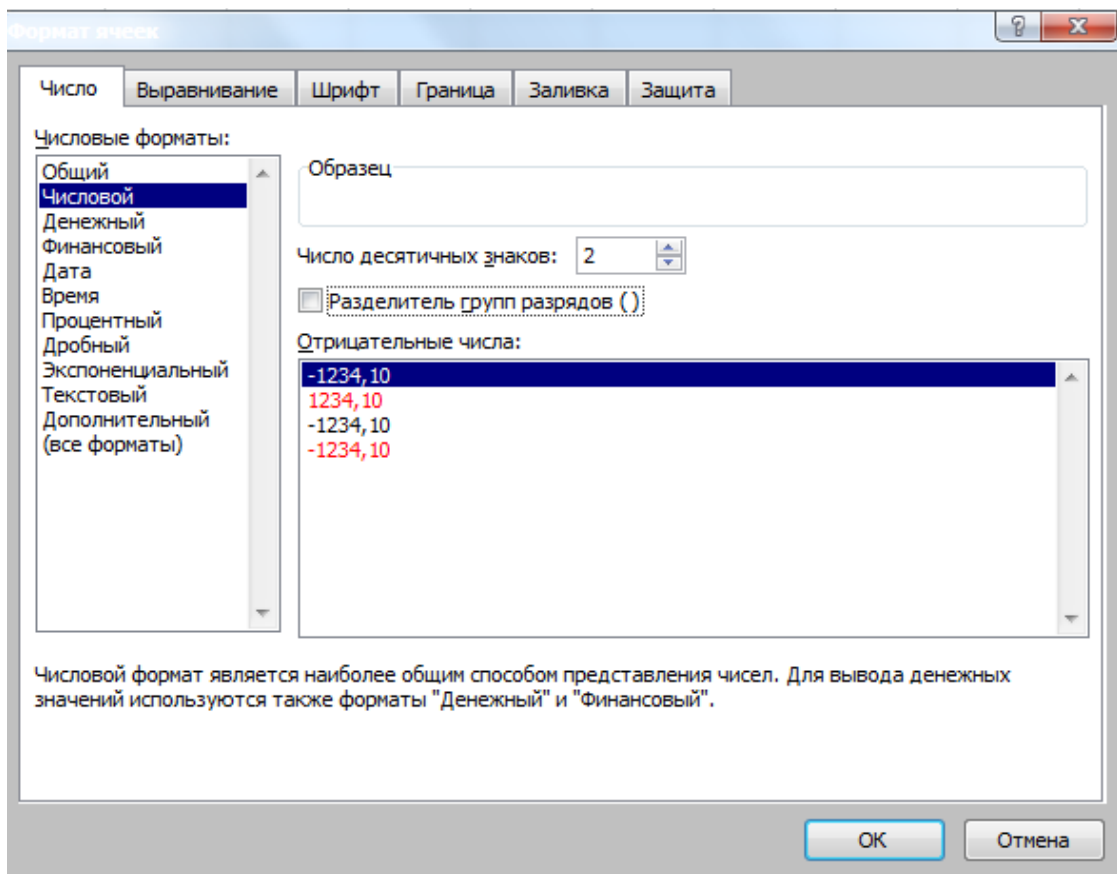 Формат ячеек
Число
Выравнивание
Шрифт
Граница
Заливка
Защита
Числовые форматы:
Общий
Числовой
Денежный
Финансовый
Дата
Время
Процентный
Дробный
Экспоненциальный
Текстовый
Дополнительный
(все форматы)
Образец
Число десятичных знаков: 2
Разделитель групп разрядов ( )
Отрицательные числа:
-1234,10
1234,10
-1234,10
-1234,10
Числовой формат является наиболее общим способом представления чисел. Для вывода денежных
значений используются также форматы "Денежный" и "Финансовый".
ОК
Отмена